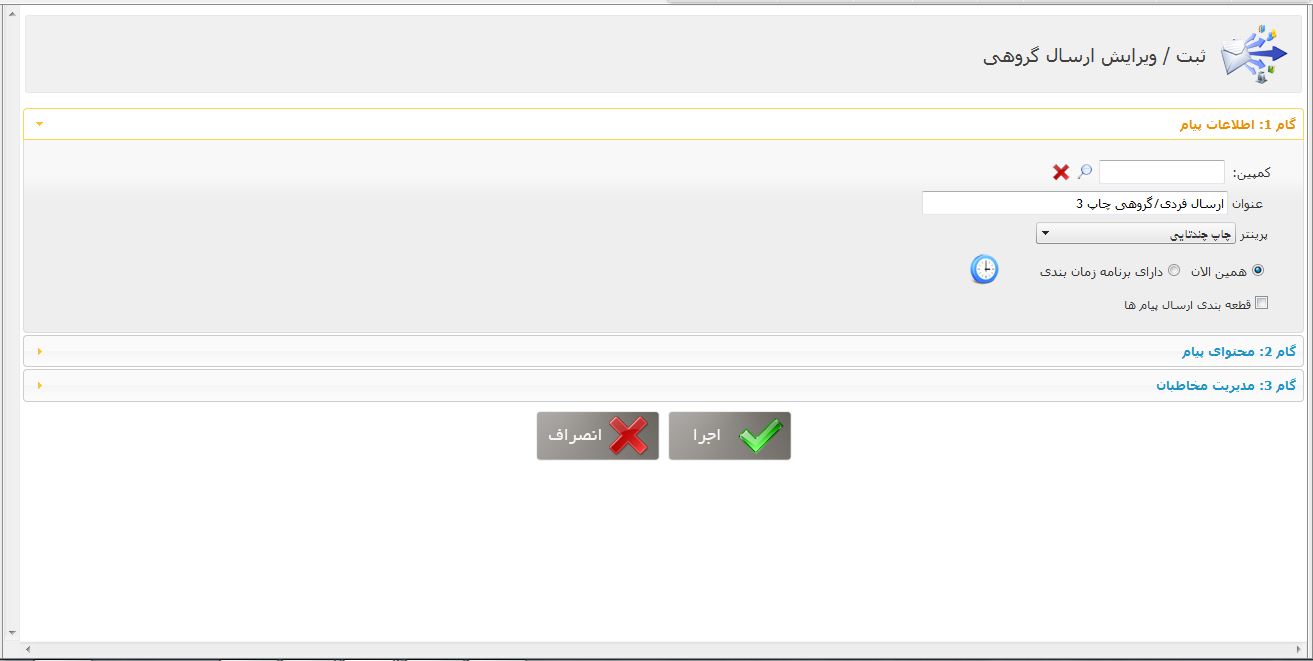 ثبت / ویرایش ارسال گروهی
گام 1: اطلاعات پیام
کمپین:
عنوان ارسال فردی/گروهی چاپ 3
پرینتر چاپ چندتایی
همین الان دارای برنامه زمان بندی
قطعه بندی ارسال پیام ها
گام 2: محتوای پیام
گام 3: مدیریت مخاطبان
اجرا انصراف